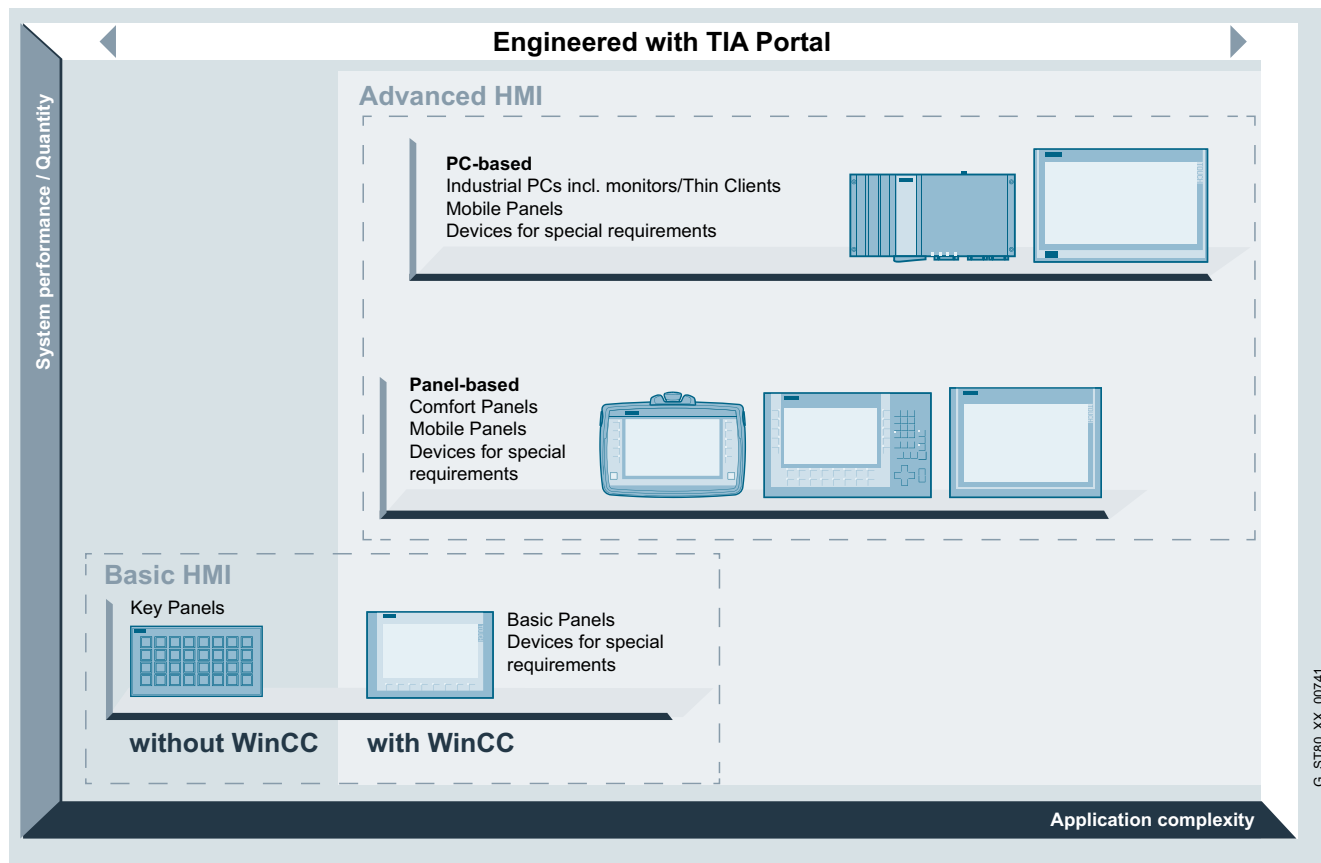 Engineered with TIA Portal
System performance / Quantity
Advanced HMI
PC-based
Industrial PCs incl. monitors/Thin Clients
Mobile Panels
Devices for special requirements
Panel-based
Comfort Panels
Mobile Panels
Devices for special
requirements
Basic HMI
Key Panels
Basic Panels
Devices for special
requirements
without WinCC
with WinCC
Application complexity
G_ST80_XX_00741